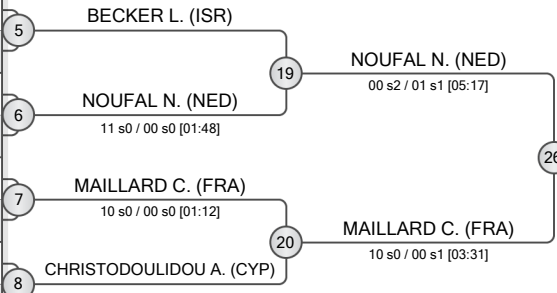 BECKER L. (ISR)
5
19
NOUFAL N. (NED)
00 s2 / 01 s1 [05:17]
NOUFAL N. (NED)
6
11 s0 / 00 s0 [01:48]
26
MAILLARD C. (FRA)
7
10 s0 / 00 s0 [01:12]
20
MAILLARD C. (FRA)
10 s0 / 00 s1 [03:31]
CHRISTODOULIDOU A. (CYP)
8